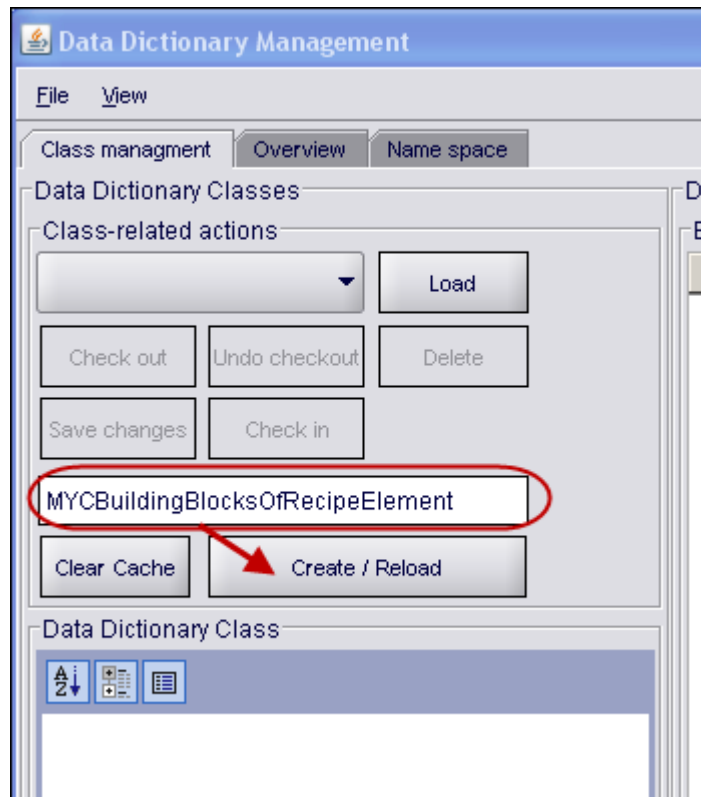 Data Dictionary Management
File View
Class managment Overview Name space
Data Dictionary Classes D
Class-related actions E
Load
Check out Undo checkout Delete
Save changes Check in
MYCBuildingBlocksOfRecipeElement
Clear Cache Create / Reload
Data Dictionary Class
A
Z